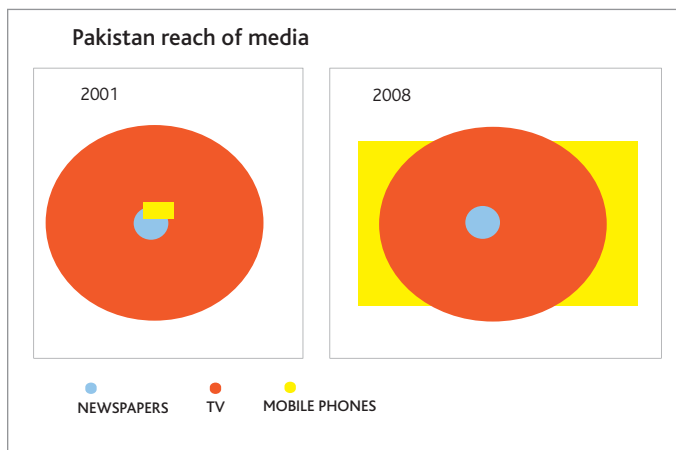 Pakistan reach of media
2001
2008
NEWSPAPERS
TV
MOBILE PHONES